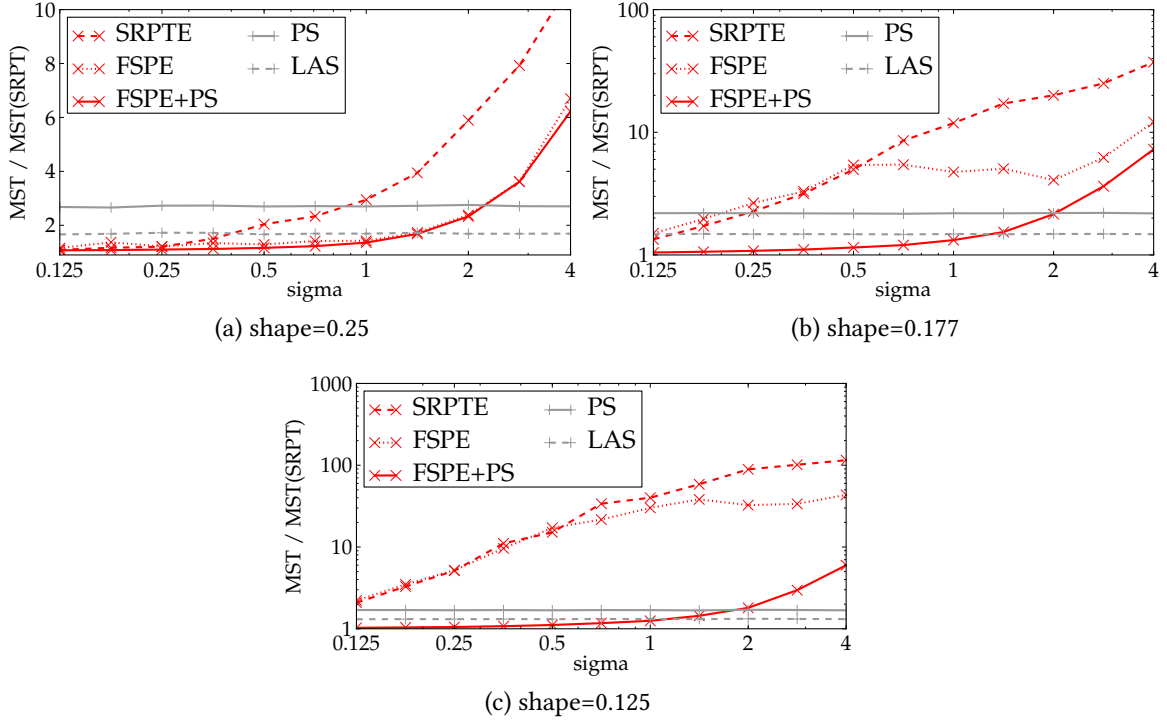 10
8
6
4
2
MST / MST(SRPT)
SRPTE
FSPE
FSPE+PS
PS
LAS
0.125 0.25 0.5 1 2 4
sigma
(a) shape=0.25
100
10
1
MST / MST(SRPT)
SRPTE
FSPE
FSPE+PS
PS
LAS
0.125 0.25 0.5 1 2 4
sigma
(b) shape=0.177
1000
100
10
1
MST / MST(SRPT)
SRPTE
FSPE
FSPE+PS
PS
LAS
0.125 0.25 0.5 1 2 4
sigma
(c) shape=0.125